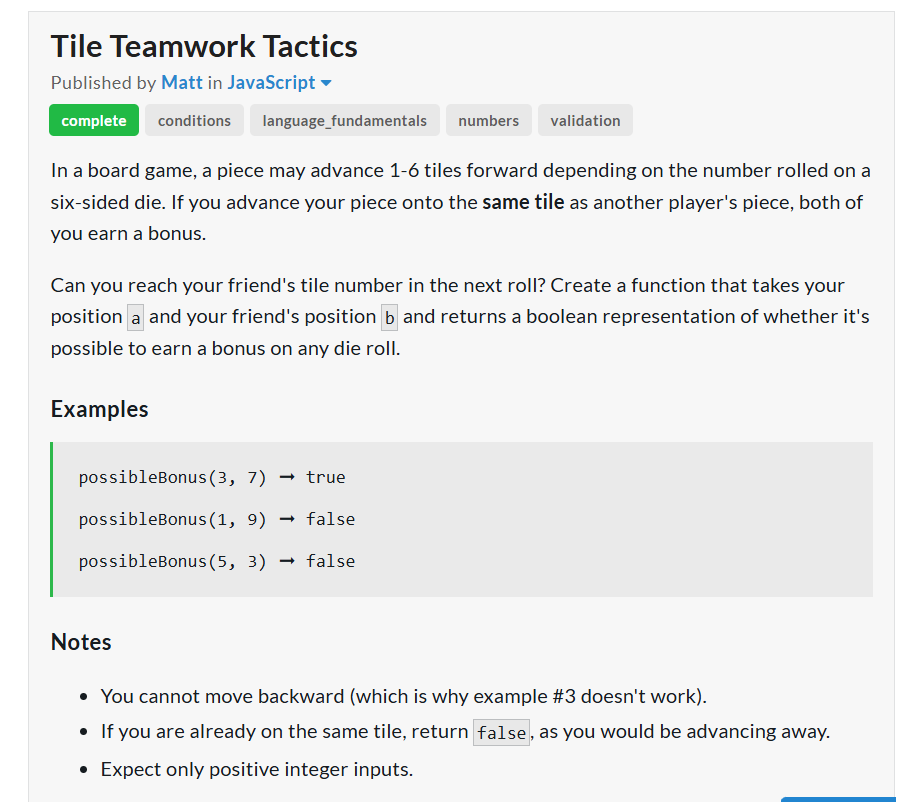 Tile Teamwork Tactics
Published by Matt in JavaScript
complete conditions language_fundamentals numbers validation
In a board game, a piece may advance 1-6 tiles forward depending on the number rolled on a
six-sided die. If you advance your piece onto the same tile as another player's piece, both of
you earn a bonus.
Can you reach your friend's tile number in the next roll? Create a function that takes your
position a and your friend's position b and returns a boolean representation of whether it's
possible to earn a bonus on any die roll.
Examples
possibleBonus(3, 7) ➞ true
possibleBonus(1, 9) ➞ false
possibleBonus(5, 3) ➞ false
Notes
• You cannot move backward (which is why example #3 doesn't work).
• If you are already on the same tile, return false, as you would be advancing away.
• Expect only positive integer inputs.